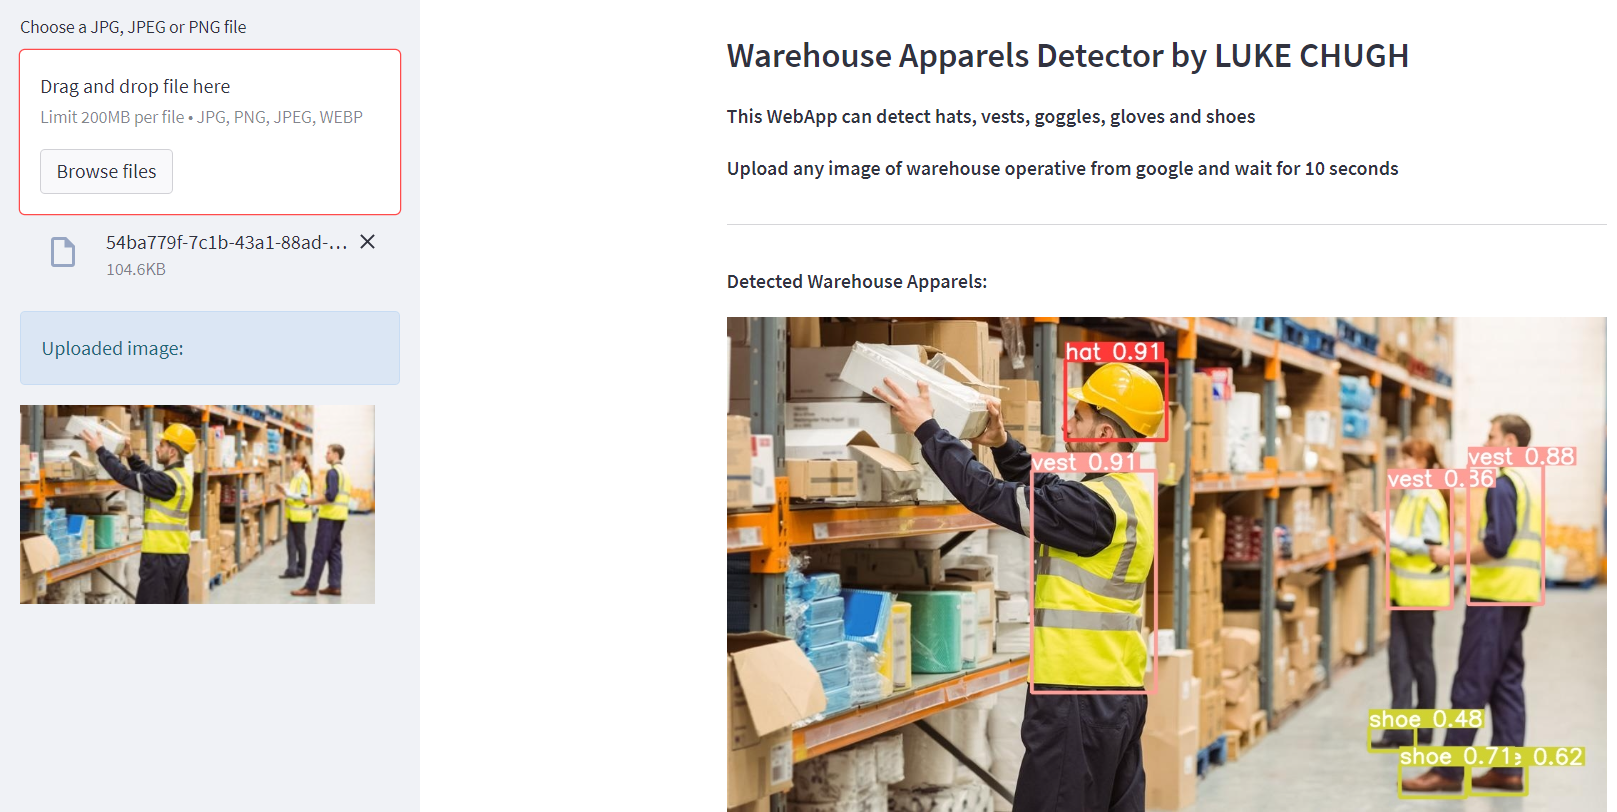 Choose a JPG, JPEG or PNG file
Drag and drop file here
Limit 200MB per file • JPG, PNG, JPEG, WEBP
Browse files
54ba779f-7c1b-43a1-88ad-...
104.6KB
Uploaded image:
Warehouse Apparels Detector by LUKE CHUGH
This WebApp can detect hats, vests, goggles, gloves and shoes
Upload any image of warehouse operative from google and wait for 10 seconds
Detected Warehouse Apparels:
hat 0.91
vest 0.91
vest 0.88
vest 0.36
shoe 0.48
shoe 0.71
0.62